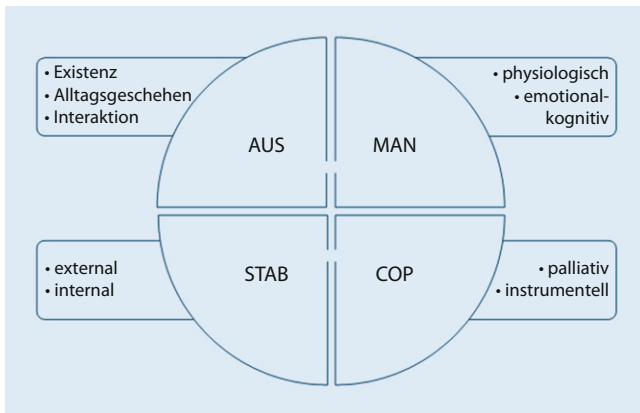 • Existenz
• Alltagsgeschehen
• Interaktion
• physiologisch
• emotional-
kognitiv
AUS
MAN
• external
• internal
STAB
COP
• palliativ
• instrumentell